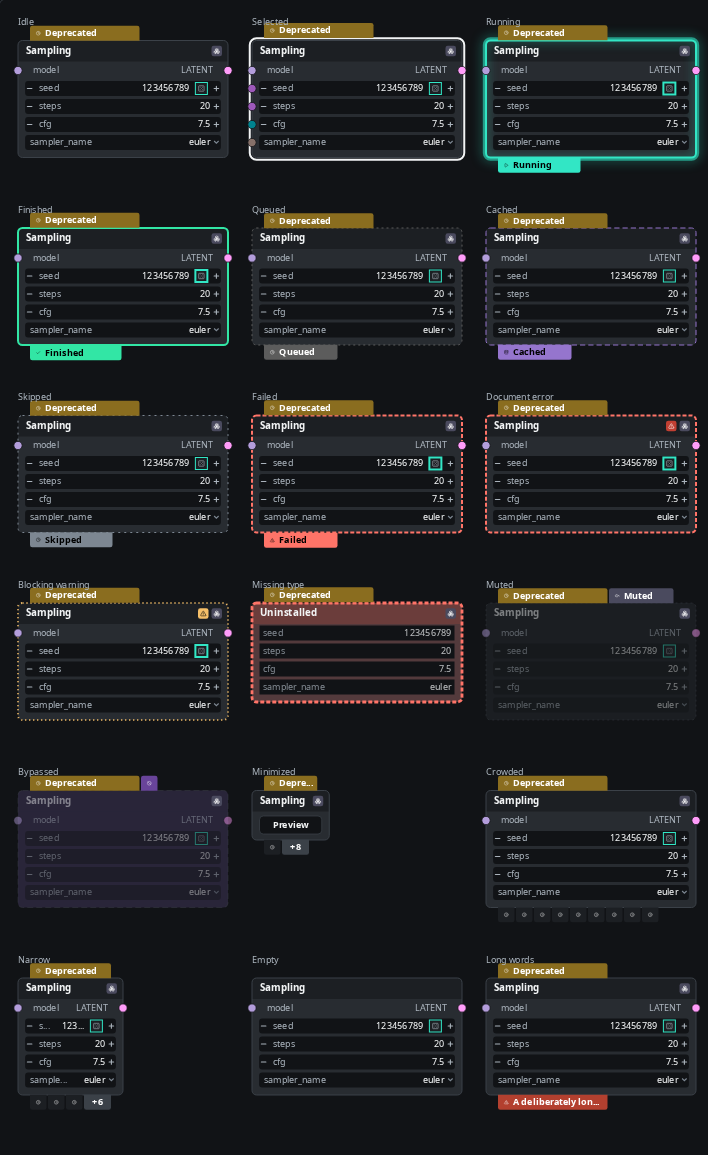 Idle
Deprecated
Sampling
model LATENT
seed 123456789
steps 20
cfg 7.5
sampler_name euler
Selected
Deprecated
Sampling
model LATENT
seed 123456789
steps 20
cfg 7.5
sampler_name euler
Running
Deprecated
Sampling
model LATENT
seed 123456789
steps 20
cfg 7.5
sampler_name euler
Running
Finished
Deprecated
Sampling
model LATENT
seed 123456789
steps 20
cfg 7.5
sampler_name euler
Finished
Queued
Deprecated
Sampling
model LATENT
seed 123456789
steps 20
cfg 7.5
sampler_name euler
Queued
Cached
Deprecated
Sampling
model LATENT
seed 123456789
steps 20
cfg 7.5
sampler_name euler
Cached
Skipped
Deprecated
Sampling
model LATENT
seed 123456789
steps 20
cfg 7.5
sampler_name euler
Skipped
Failed
Deprecated
Sampling
model LATENT
seed 123456789
steps 20
cfg 7.5
sampler_name euler
Failed
Document error
Deprecated
Sampling
model LATENT
seed 123456789
steps 20
cfg 7.5
sampler_name euler
Blocking warning
Deprecated
Sampling
model LATENT
seed 123456789
steps 20
cfg 7.5
sampler_name euler
Missing type
Deprecated
Uninstalled
seed 123456789
steps 20
cfg 7.5
sampler_name euler
Muted
Deprecated Muted
Sampling
model LATENT
seed 123456789
steps 20
cfg 7.5
sampler_name euler
Bypassed
Deprecated
Sampling
model LATENT
seed 123456789
steps 20
cfg 7.5
sampler_name euler
Minimized
Depre...
Sampling
Preview
+8
Crowded
Deprecated
Sampling
model LATENT
seed 123456789
steps 20
cfg 7.5
sampler_name euler
Narrow
Deprecated
Sampling
model LATENT
s... 123...
steps 20
cfg 7.5
sample... euler
+6
Empty
Sampling
model LATENT
seed 123456789
steps 20
cfg 7.5
sampler_name euler
Long words
Deprecated
Sampling
model LATENT
seed 123456789
steps 20
cfg 7.5
sampler_name euler
A deliberately lon...